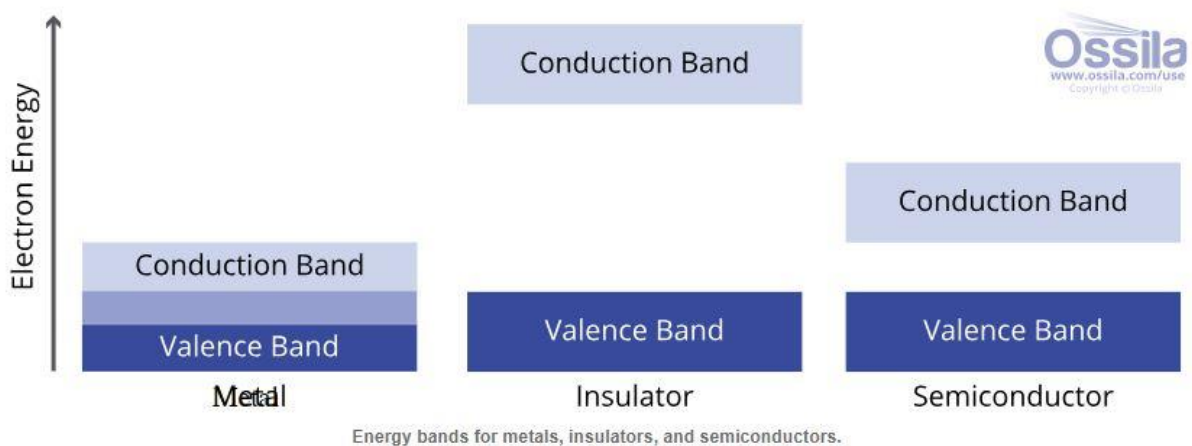 Electron Energy
Conduction Band
Valence Band
Metal
Conduction Band
Valence Band
Insulator
Conduction Band
Valence Band
Semiconductor
Ossila
www.ossila.com/use
Copyright © Ossila
Energy bands for metals, insulators, and semiconductors.